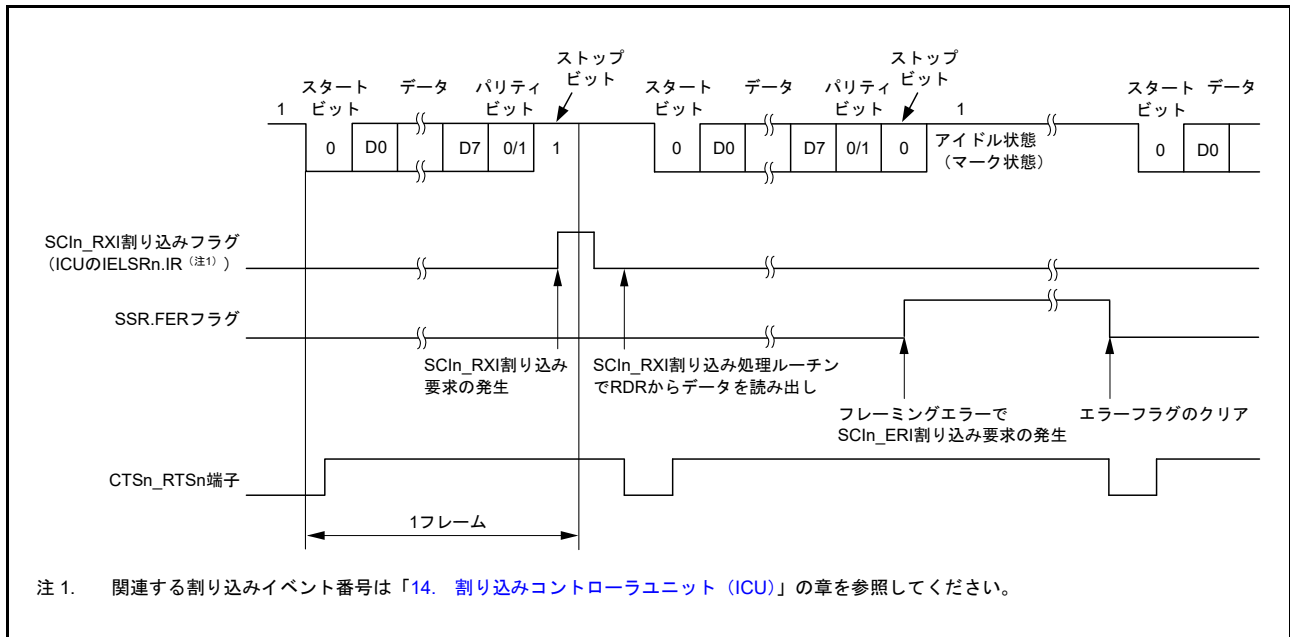 ストップ
ビット
ストップ
ビット
スタート
ビット
データ
パリティ
ビット
スタート
ビット
データ
パリティ
ビット
スタート
ビット
データ
1
0 D0 D7 0/1 1
0 D0 D7 0/1 0
1
アイドル状態
（マーク状態）
0 D0
SCIn_RXI割り込みフラグ
（ICUのIELSRn.IR（注1））
SSR.FERフラグ
SCIn_RXI割り込み
要求の発生
SCIn_RXI割り込み処理ルーチン
でRDRからデータを読み出し
フレーミングエラーで
SCIn_ERI割り込み要求の発生
エラーフラグのクリア
CTSn_RTSn端子
1フレーム
注 1. 関連する割り込みイベント番号は「14. 割り込みコントローラユニット（ICU）」の章を参照してください。